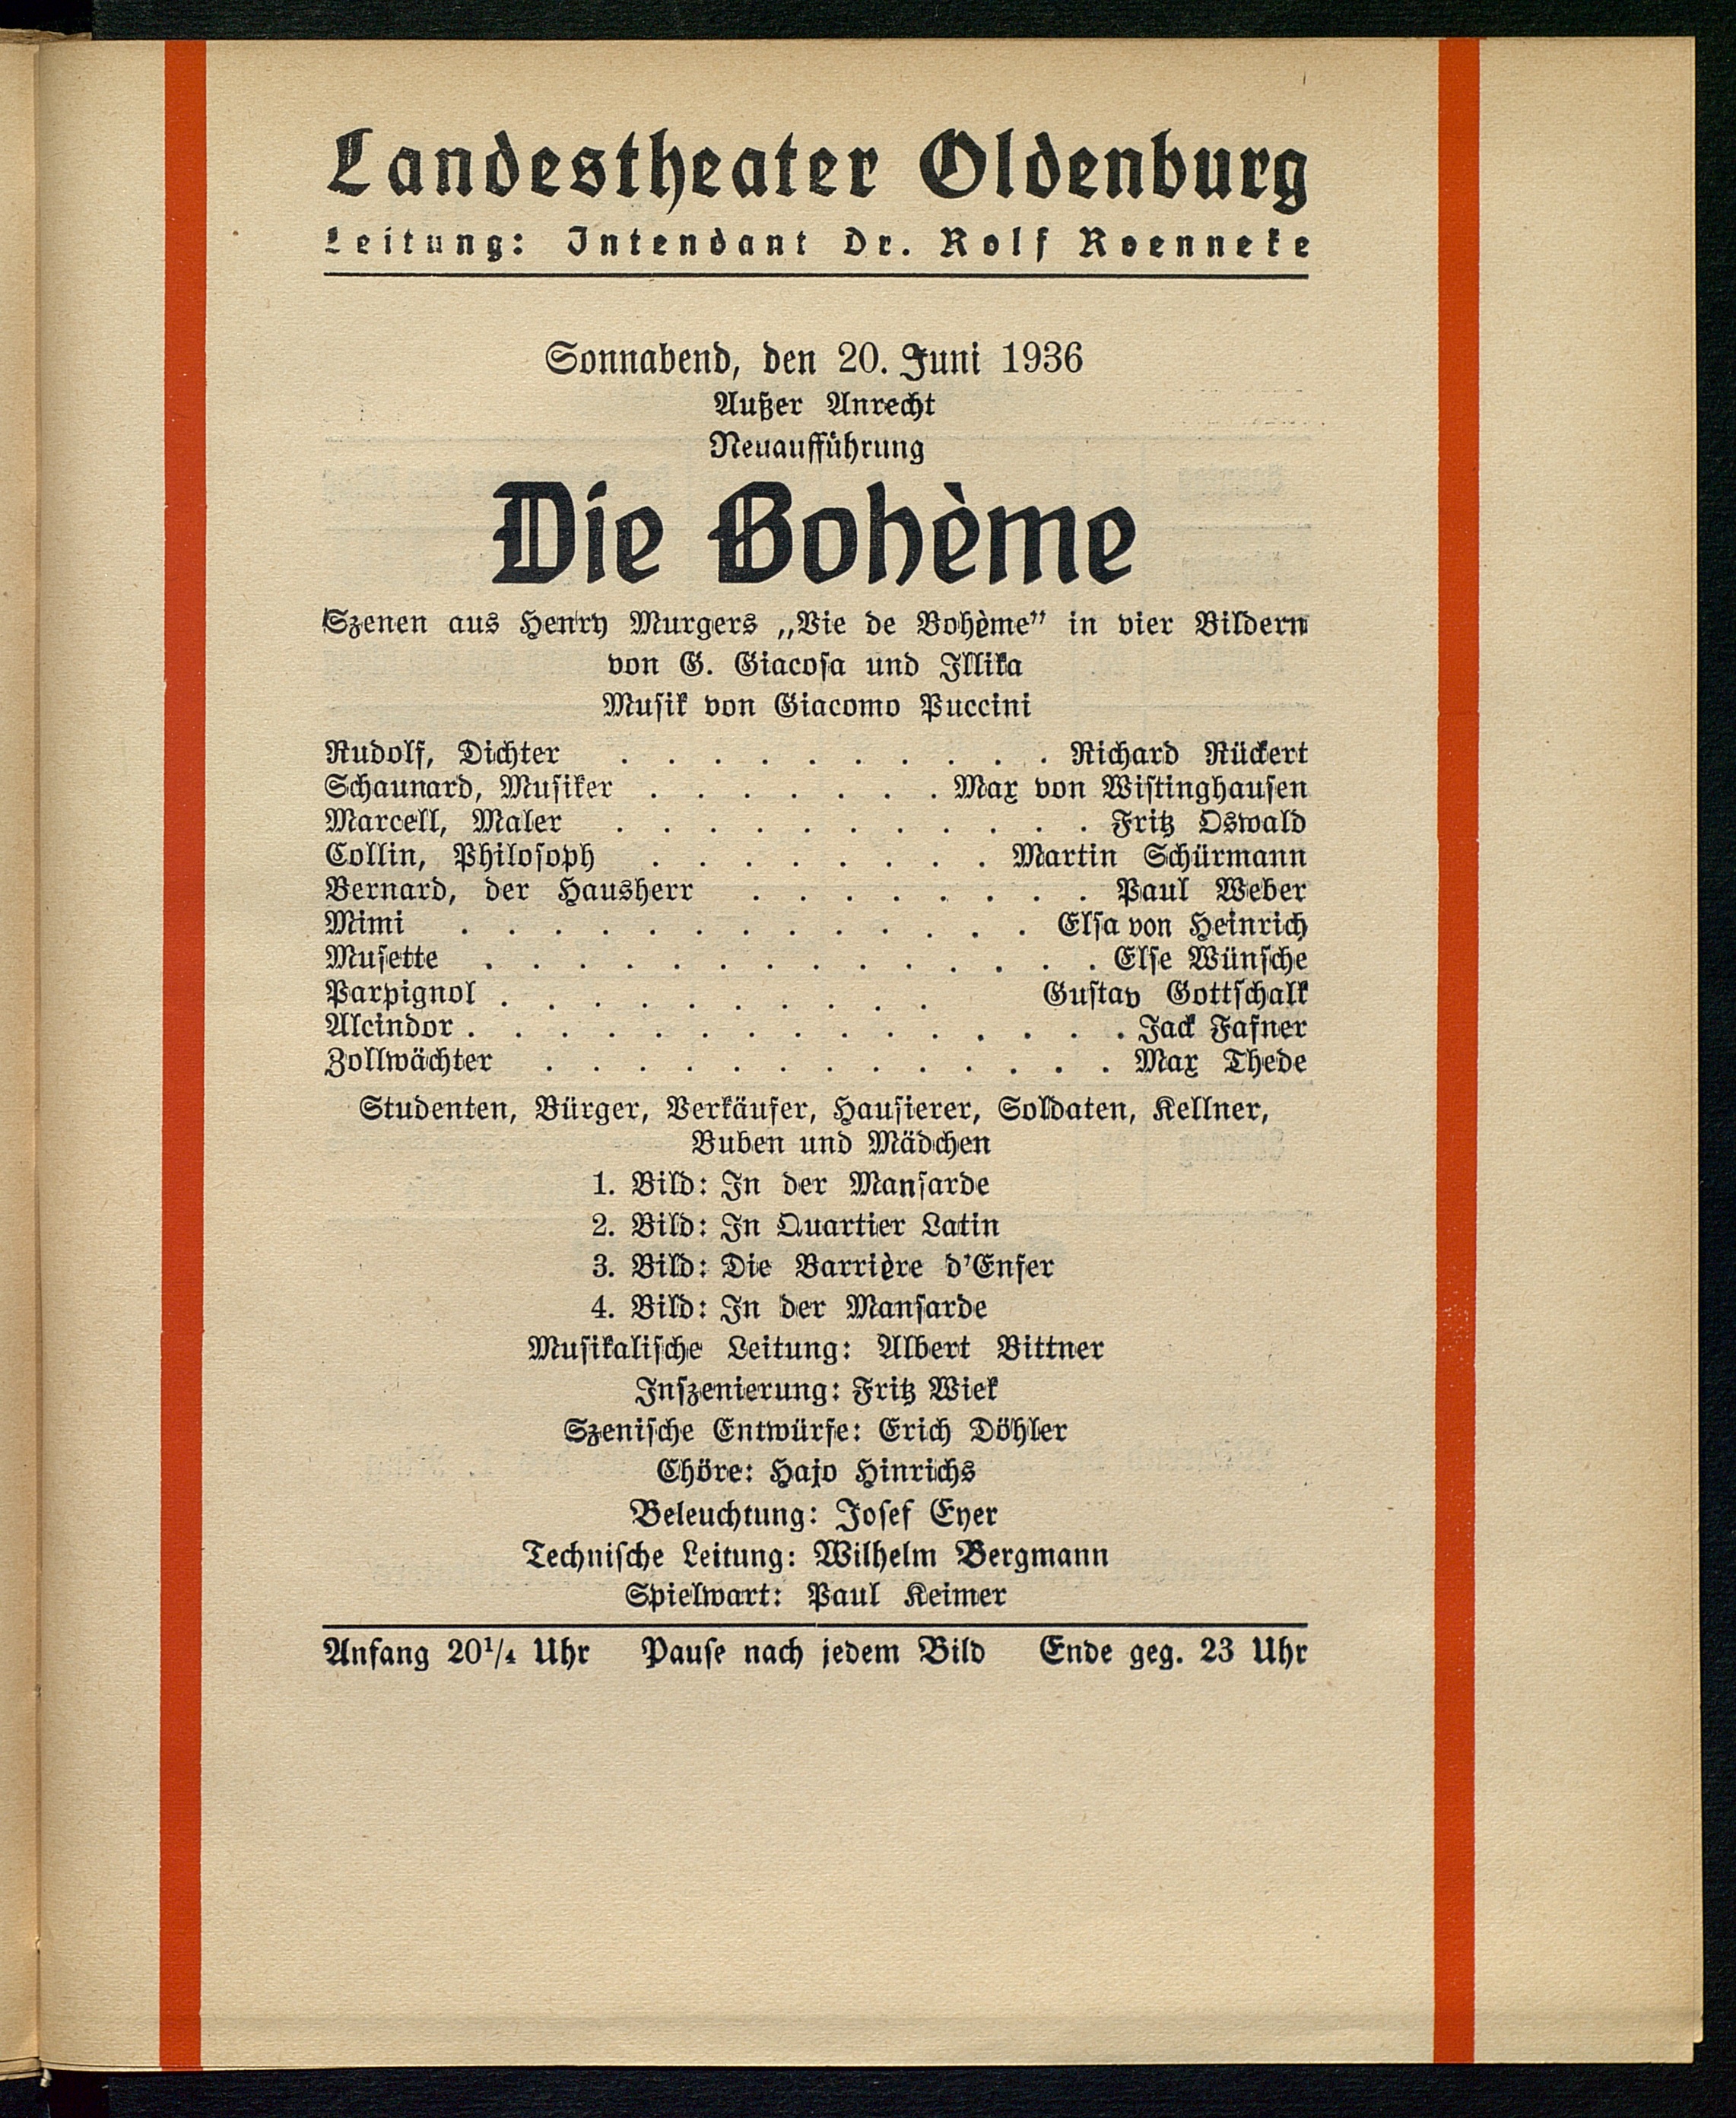 Landestheater Oldenburg
Leitung: Intendant Dr. Rolf Roenneke
Sonnabend, den 20. Juni 1936
Außer Anrecht
Neuaufführung
Die Bohème
Szenen aus Henry Murgers „Vie de Bohème" in vier Bildern
von G. Giacosa und Illika
Musik von Giacomo Puccini
Rudolf, Dichter . . . . . . . . . . Richard Rückert
Schaunard, Musiker . . . . . . . Max von Wistinghausen
Marcell, Maler . . . . . . . . . . . Fritz Oswald
Collin, Philosoph . . . . . . . . Martin Schürmann
Bernard, der Hausherr . . . . . . . . Paul Weber
Mimi . . . . . . . . . . . . . Elsa von Heinrich
Musette . . . . . . . . . . . . . . Else Wünsche
Parpignol . . . . . . . . . . Gustav Gottschalk
Alcindor . . . . . . . . . . . . . . . Jack Fafner
Zollwächter . . . . . . . . . . . . . Max Thede
Studenten, Bürger, Verkäufer, Hausierer, Soldaten, Kellner,
Buben und Mädchen
1. Bild: In der Mansarde
2. Bild: In Quartier Latin
3. Bild: Die Barrière d'Enfer
4. Bild: In der Mansarde
Musikalische Leitung: Albert Bittner
Inszenierung: Fritz Wiek
Szenische Entwürfe: Erich Döhler
Chöre: Hajo Hinrichs
Beleuchtung: Josef Eyer
Technische Leitung: Wilhelm Bergmann
Spielwart: Paul Keimer
Anfang 20¹/₄ Uhr Pause nach jedem Bild Ende geg. 23 Uhr